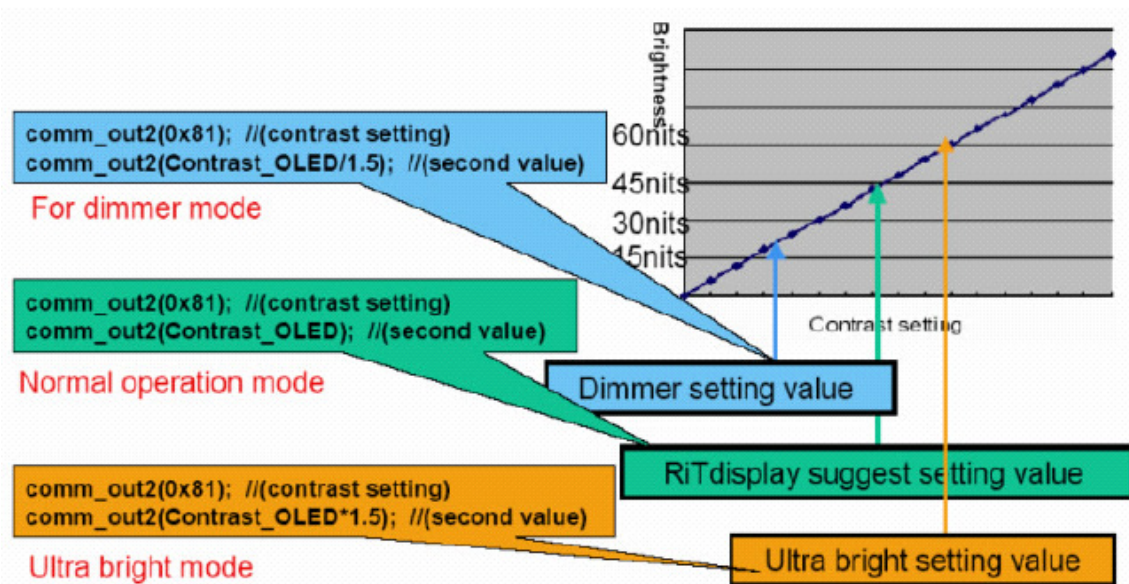 Brightness
comm_out2(0x81); //(contrast setting)
comm_out2(Contrast_OLED/1.5); //(second value)
For dimmer mode
60nits
45nits
30nits
15nits
Contrast setting
comm_out2(0x81); //(contrast setting)
comm_out2(Contrast_OLED); //(second value)
Normal operation mode
Dimmer setting value
RiTdisplay suggest setting value
comm_out2(0x81); //(contrast setting)
comm_out2(Contrast_OLED*1.5); //(second value)
Ultra bright mode
Ultra bright setting value